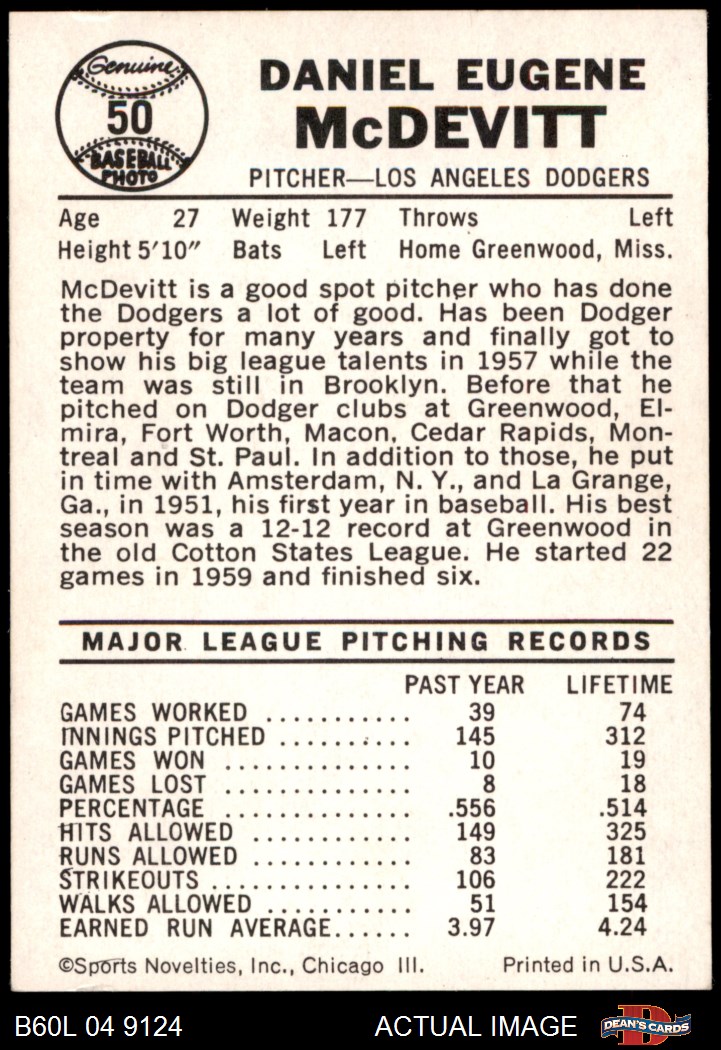 Genuine
50
BASEBALL
PHOTO
DANIEL EUGENE
McDEVITT
PITCHER—LOS ANGELES DODGERS
Age 27 Weight 177 Throws Left
Height 5'10" Bats Left Home Greenwood, Miss.
McDevitt is a good spot pitcher who has done
the Dodgers a lot of good. Has been Dodger
property for many years and finally got to
show his big league talents in 1957 while the
team was still in Brooklyn. Before that he
pitched on Dodger clubs at Greenwood, El-
mira, Fort Worth, Macon, Cedar Rapids, Mon-
treal and St. Paul. In addition to those, he put
in time with Amsterdam, N. Y., and La Grange,
Ga., in 1951, his first year in baseball. His best
season was a 12-12 record at Greenwood in
the old Cotton States League. He started 22
games in 1959 and finished six.
MAJOR LEAGUE PITCHING RECORDS
PAST YEAR LIFETIME
GAMES WORKED ........... 39 74
INNINGS PITCHED .......... 145 312
GAMES WON .............. 10 19
GAMES LOST .............. 8 18
PERCENTAGE .............. .556 .514
HITS ALLOWED ............ 149 325
RUNS ALLOWED ............ 83 181
STRIKEOUTS ............... 106 222
WALKS ALLOWED ........... 51 154
EARNED RUN AVERAGE...... 3.97 4.24
©Sports Novelties, Inc., Chicago Ill. Printed in U.S.A.
B60L 04 9124 ACTUAL IMAGE D DEAN'S CARDS